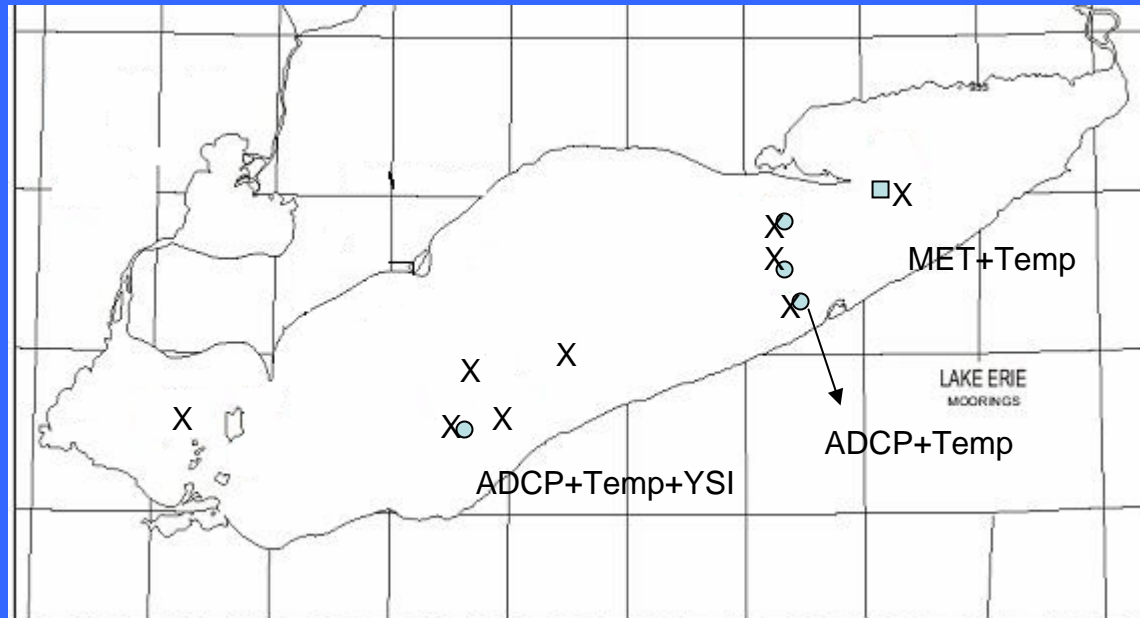 X
X
MET+Temp
X
X
X
X
LAKE ERIE
MOORINGS
X
X
X
ADCP+Temp
ADCP+Temp+YSI